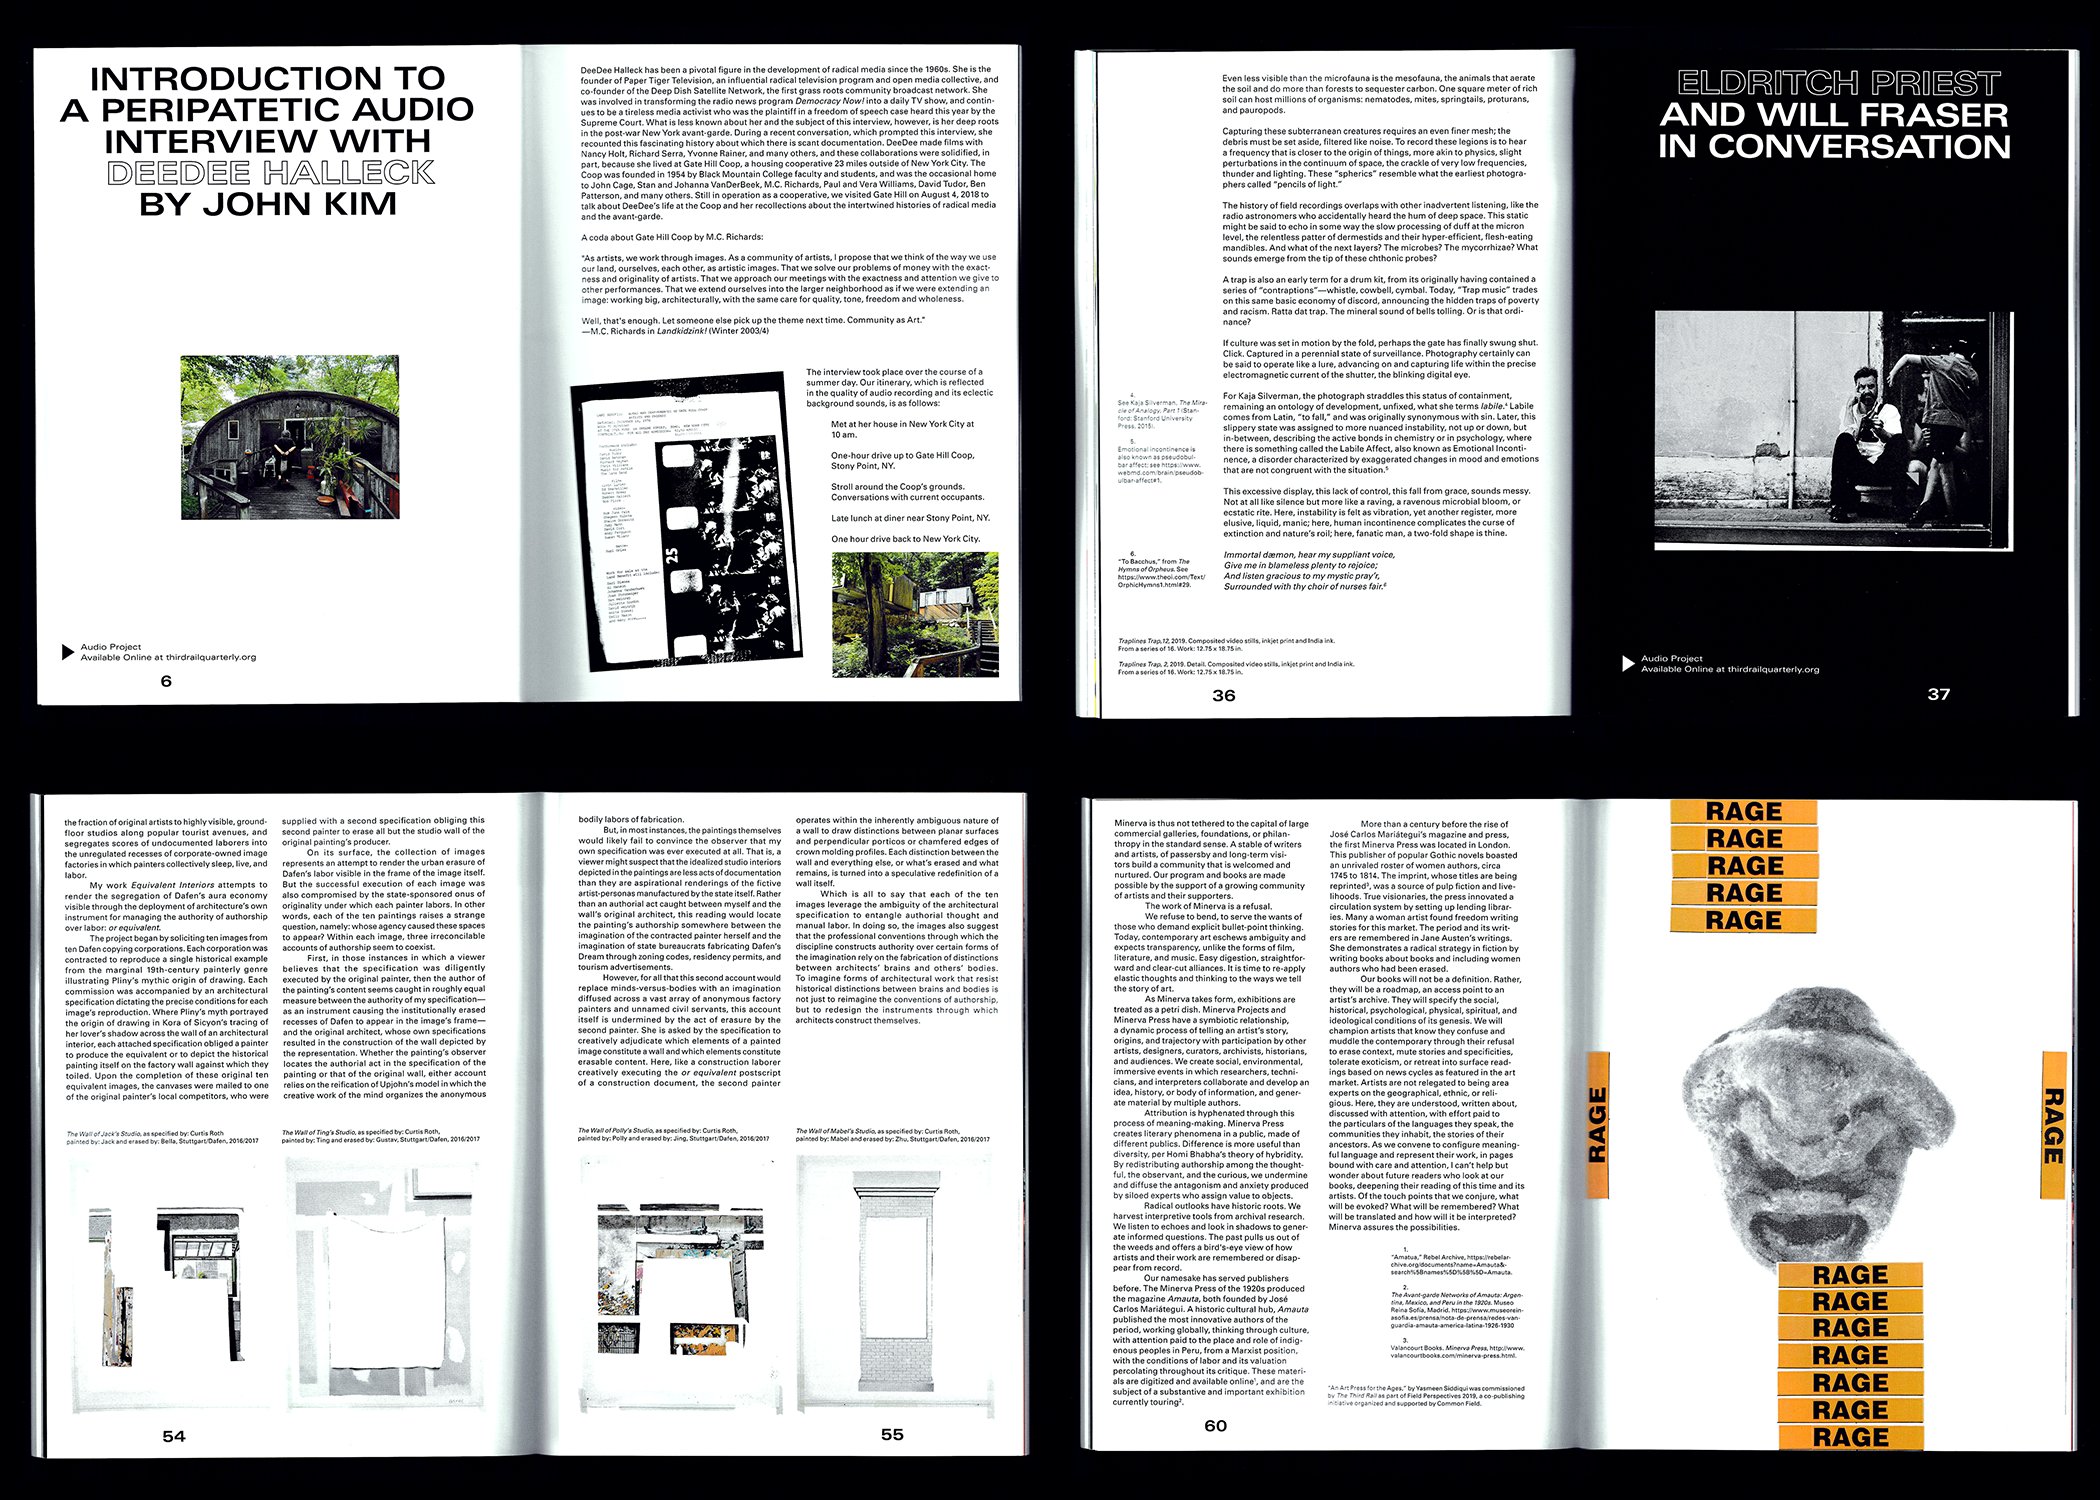 INTRODUCTION TO
A PERIPATETIC AUDIO
INTERVIEW WITH
DEEDEE HALLECK
BY JOHN KIM
Audio Project
Available Online at thirdrailquarterly.org
6
DeeDee Halleck has been a pivotal figure in the development of radical media since the 1960s. She is the
founder of Paper Tiger Television, an influential radical television program and open media collective, and
co-founder of the Deep Dish Satellite Network, the first grass roots community broadcast network. She
was involved in transforming the radio news program Democracy Now! into a daily TV show, and contin-
ues to be a tireless media activist who was the plaintiff in a freedom of speech case heard this year by the
Supreme Court. What is less known about her and the subject of this interview, however, is her deep roots
in the post-war New York avant-garde. During a recent conversation, which prompted this interview, she
recounted this fascinating history about which there is scant documentation. DeeDee made films with
Nancy Holt, Richard Serra, Yvonne Rainer, and many others, and these collaborations were solidified, in
part, because she lived at Gate Hill Coop, a housing cooperative 23 miles outside of New York City. The
Coop was founded in 1954 by Black Mountain College faculty and students, and was the occasional home
to John Cage, Stan and Johanna VanDerBeek, M.C. Richards, Paul and Vera Williams, David Tudor, Ben
Patterson, and many others. Still in operation as a cooperative, we visited Gate Hill on August 4, 2018 to
talk about DeeDee's life at the Coop and her recollections about the intertwined histories of radical media
and the avant-garde.
A coda about Gate Hill Coop by M.C. Richards:
"As artists, we work through images. As a community of artists, I propose that we think of the way we use
our land, ourselves, each other, as artistic images. That we solve our problems of money with the exact-
ness and originality of artists. That we approach our meetings with the exactness and attention we give to
other performances. That we extend ourselves into the larger neighborhood as if we were extending an
image: working big, architecturally, with the same care for quality, tone, freedom and wholeness.
Well, that's enough. Let someone else pick up the theme next time. Community as Art."
—M.C. Richards in Landkidzink! (Winter 2003/4)
The interview took place over the course of a
summer day. Our itinerary, which is reflected
in the quality of audio recording and its eclectic
background sounds, is as follows:
Met at her house in New York City at
10 am.
One-hour drive up to Gate Hill Coop,
Stony Point, NY.
Stroll around the Coop's grounds.
Conversations with current occupants.
Late lunch at diner near Stony Point, NY.
One hour drive back to New York City.
25
Even less visible than the microfauna is the mesofauna, the animals that aerate
the soil and do more than forests to sequester carbon. One square meter of rich
soil can host millions of organisms: nematodes, mites, springtails, proturans,
and pauropods.
Capturing these subterranean creatures requires an even finer mesh; the
debris must be set aside, filtered like noise. To record these legions is to hear
a frequency that is closer to the origin of things, more akin to physics, slight
perturbations in the continuum of space, the crackle of very low frequencies,
thunder and lighting. These "spherics" resemble what the earliest photogra-
phers called "pencils of light."
The history of field recordings overlaps with other inadvertent listening, like the
radio astronomers who accidentally heard the hum of deep space. This static
might be said to echo in some way the slow processing of duff at the micron
level, the relentless patter of dermestids and their hyper-efficient, flesh-eating
mandibles. And what of the next layers? The microbes? The mycorrhizae? What
sounds emerge from the tip of these chthonic probes?
A trap is also an early term for a drum kit, from its originally having contained a
series of "contraptions"—whistle, cowbell, cymbal. Today, "Trap music" trades
on this same basic economy of discord, announcing the hidden traps of poverty
and racism. Ratta dat trap. The mineral sound of bells tolling. Or is that ordi-
nance?
If culture was set in motion by the fold, perhaps the gate has finally swung shut.
Click. Captured in a perennial state of surveillance. Photography certainly can
be said to operate like a lure, advancing on and capturing life within the precise
electromagnetic current of the shutter, the blinking digital eye.
For Kaja Silverman, the photograph straddles this status of containment,
remaining an ontology of development, unfixed, what she terms labile.⁴ Labile
comes from Latin, "to fall," and was originally synonymous with sin. Later, this
slippery state was assigned to more nuanced instability, not up or down, but
in-between, describing the active bonds in chemistry or in psychology, where
there is something called the Labile Affect, also known as Emotional Inconti-
nence, a disorder characterized by exaggerated changes in mood and emotions
that are not congruent with the situation.⁵
This excessive display, this lack of control, this fall from grace, sounds messy.
Not at all like silence but more like a raving, a ravenous microbial bloom, or
ecstatic rite. Here, instability is felt as vibration, yet another register, more
elusive, liquid, manic; here, human incontinence complicates the curse of
extinction and nature's roil; here, fanatic man, a two-fold shape is thine.
Immortal dæmon, hear my suppliant voice,
Give me in blameless plenty to rejoice;
And listen gracious to my mystic pray'r,
Surrounded with thy choir of nurses fair.⁶
4.
See Kaja Silverman, The Mira-
cle of Analogy, Part 1 (Stan-
ford: Stanford University
Press, 2015).
5.
Emotional incontinence is
also known as pseudobul-
bar affect; see https://www.
webmd.com/brain/pseudob-
ulbar-affect#1.
6.
"To Bacchus," from The
Hymns of Orpheus. See
https://www.theoi.com/Text/
OrphicHymns1.html#29.
Traplines Trap, 12, 2019. Composited video stills, inkjet print and India ink.
From a series of 16. Work: 12.75 x 18.75 in.
Traplines Trap, 2, 2019. Detail. Composited video stills, inkjet print and India ink.
From a series of 16. Work: 12.75 x 18.75 in.
36
ELDRITCH PRIEST
AND WILL FRASER
IN CONVERSATION
Audio Project
Available Online at thirdrailquarterly.org
37
the fraction of original artists to highly visible, ground-
floor studios along popular tourist avenues, and
segregates scores of undocumented laborers into
the unregulated recesses of corporate-owned image
factories in which painters collectively sleep, live, and
labor.
My work Equivalent Interiors attempts to
render the segregation of Dafen's aura economy
visible through the deployment of architecture's own
instrument for managing the authority of authorship
over labor: or equivalent.
The project began by soliciting ten images from
ten Dafen copying corporations. Each corporation was
contracted to reproduce a single historical example
from the marginal 19th-century painterly genre
illustrating Pliny's mythic origin of drawing. Each
commission was accompanied by an architectural
specification dictating the precise conditions for each
image's reproduction. Where Pliny's myth portrayed
the origin of drawing in Kora of Sicyon's tracing of
her lover's shadow across the wall of an architectural
interior, each attached specification obliged a painter
to produce the equivalent or to depict the historical
painting itself on the factory wall against which they
toiled. Upon the completion of these original ten
equivalent images, the canvases were mailed to one
of the original painter's local competitors, who were
supplied with a second specification obliging this
second painter to erase all but the studio wall of the
original painting's producer.
On its surface, the collection of images
represents an attempt to render the urban erasure of
Dafen's labor visible in the frame of the image itself.
But the successful execution of each image was
also compromised by the state-sponsored onus of
originality under which each painter labors. In other
words, each of the ten paintings raises a strange
question, namely: whose agency caused these spaces
to appear? Within each image, three irreconcilable
accounts of authorship seem to coexist.
First, in those instances in which a viewer
believes that the specification was diligently
executed by the original painter, then the author of
the painting's content seems caught in roughly equal
measure between the authority of my specification—
as an instrument causing the institutionally erased
recesses of Dafen to appear in the image's frame—
and the original architect, whose own specifications
resulted in the construction of the wall depicted by
the representation. Whether the painting's observer
locates the authorial act in the specification of the
painting or that of the original wall, either account
relies on the reification of Upjohn's model in which the
creative work of the mind organizes the anonymous
The Wall of Jack's Studio, as specified by: Curtis Roth
painted by: Jack and erased by: Bella, Stuttgart/Dafen, 2016/2017
The Wall of Ting's Studio, as specified by: Curtis Roth,
painted by: Ting and erased by: Gustav, Stuttgart/Dafen, 2016/2017
54
bodily labors of fabrication.
But, in most instances, the paintings themselves
would likely fail to convince the observer that my
own specification was ever executed at all. That is, a
viewer might suspect that the idealized studio interiors
depicted in the paintings are less acts of documentation
than they are aspirational renderings of the fictive
artist-personas manufactured by the state itself. Rather
than an authorial act caught between myself and the
wall's original architect, this reading would locate
the painting's authorship somewhere between the
imagination of the contracted painter herself and the
imagination of state bureaucrats fabricating Dafen's
Dream through zoning codes, residency permits, and
tourism advertisements.
However, for all that this second account would
replace minds-versus-bodies with an imagination
diffused across a vast array of anonymous factory
painters and unnamed civil servants, this account
itself is undermined by the act of erasure by the
second painter. She is asked by the specification to
creatively adjudicate which elements of a painted
image constitute a wall and which elements constitute
erasable content. Here, like a construction laborer
creatively executing the or equivalent postscript
of a construction document, the second painter
operates within the inherently ambiguous nature of
a wall to draw distinctions between planar surfaces
and perpendicular porticos or chamfered edges of
crown molding profiles. Each distinction between the
wall and everything else, or what's erased and what
remains, is turned into a speculative redefinition of a
wall itself.
Which is all to say that each of the ten
images leverage the ambiguity of the architectural
specification to entangle authorial thought and
manual labor. In doing so, the images also suggest
that the professional conventions through which the
discipline constructs authority over certain forms of
the imagination rely on the fabrication of distinctions
between architects' brains and others' bodies.
To imagine forms of architectural work that resist
historical distinctions between brains and bodies is
not just to reimagine the conventions of authorship,
but to redesign the instruments through which
architects construct themselves.
The Wall of Polly's Studio, as specified by: Curtis Roth,
painted by: Polly and erased by: Jing, Stuttgart/Dafen, 2016/2017
The Wall of Mabel's Studio, as specified by: Curtis Roth,
painted by: Mabel and erased by: Zhu, Stuttgart/Dafen, 2016/2017
55
Minerva is thus not tethered to the capital of large
commercial galleries, foundations, or philan-
thropy in the standard sense. A stable of writers
and artists, of passersby and long-term visi-
tors build a community that is welcomed and
nurtured. Our program and books are made
possible by the support of a growing community
of artists and their supporters.
The work of Minerva is a refusal.
We refuse to bend, to serve the wants of
those who demand explicit bullet-point thinking.
Today, contemporary art eschews ambiguity and
expects transparency, unlike the forms of film,
literature, and music. Easy digestion, straightfor-
ward and clear-cut alliances. It is time to re-apply
elastic thoughts and thinking to the ways we tell
the story of art.
As Minerva takes form, exhibitions are
treated as a petri dish. Minerva Projects and
Minerva Press have a symbiotic relationship,
a dynamic process of telling an artist's story,
origins, and trajectory with participation by other
artists, designers, curators, archivists, historians,
and audiences. We create social, environmental,
immersive events in which researchers, techni-
cians, and interpreters collaborate and develop an
idea, history, or body of information, and gener-
ate material by multiple authors.
Attribution is hyphenated through this
process of meaning-making. Minerva Press
creates literary phenomena in a public, made of
different publics. Difference is more useful than
diversity, per Homi Bhabha's theory of hybridity.
By redistributing authorship among the thought-
ful, the observant, and the curious, we undermine
and diffuse the antagonism and anxiety produced
by siloed experts who assign value to objects.
Radical outlooks have historic roots. We
harvest interpretive tools from archival research.
We listen to echoes and look in shadows to gener-
ate informed questions. The past pulls us out of
the weeds and offers a bird's-eye view of how
artists and their work are remembered or disap-
pear from record.
Our namesake has served publishers
before. The Minerva Press of the 1920s produced
the magazine Amauta, both founded by José
Carlos Mariátegui. A historic cultural hub, Amauta
published the most innovative authors of the
period, working globally, thinking through culture,
with attention paid to the place and role of indig-
enous peoples in Peru, from a Marxist position,
with the conditions of labor and its valuation
percolating throughout its critique. These materi-
als are digitized and available online¹, and are the
subject of a substantive and important exhibition
currently touring².
60
More than a century before the rise of
José Carlos Mariátegui's magazine and press,
the first Minerva Press was located in London.
This publisher of popular Gothic novels boasted
an unrivaled roster of women authors, circa
1745 to 1814. The imprint, whose titles are being
reprinted³, was a source of pulp fiction and live-
lihoods. True visionaries, the press innovated a
circulation system by setting up lending librar-
ies. Many a woman artist found freedom writing
stories for this market. The period and its writ-
ers are remembered in Jane Austen's writings.
She demonstrates a radical strategy in fiction by
writing books about books and including women
authors who had been erased.
Our books will not be a definition. Rather,
they will be a roadmap, an access point to an
artist's archive. They will specify the social,
historical, psychological, physical, spiritual, and
ideological conditions of its genesis. We will
champion artists that know they confuse and
muddle the contemporary through their refusal
to erase context, mute stories and specificities,
tolerate exoticism, or retreat into surface read-
ings based on news cycles as featured in the art
market. Artists are not relegated to being area
experts on the geographical, ethnic, or reli-
gious. Here, they are understood, written about,
discussed with attention, with effort paid to
the particulars of the languages they speak, the
communities they inhabit, the stories of their
ancestors. As we convene to configure meaning-
ful language and represent their work, in pages
bound with care and attention, I can't help but
wonder about future readers who look at our
books, deepening their reading of this time and its
artists. Of the touch points that we conjure, what
will be evoked? What will be remembered? What
will be translated and how will it be interpreted?
Minerva assures the possibilities.
1.
"Amatua," Rebel Archive, https://rebelar-
chive.org/documents?name=Amauta&-
search%5Bnames%5D%5B%5D=Amauta.
2.
The Avant-garde Networks of Amauta: Argen-
tina, Mexico, and Peru in the 1920s. Museo
Reina Sofia, Madrid. https://www.museorein-
asofia.es/prensa/nota-de-prensa/redes-van-
guardia-amauta-america-latina-1926-1930
3.
Valancourt Books. Minerva Press, http://www.
valancourtbooks.com/minerva-press.html.
"An Art Press for the Ages," by Yasmeen Siddiqui was commissioned
by The Third Rail as part of Field Perspectives 2019, a co-publishing
initiative organized and supported by Common Field.
RAGE
RAGE
RAGE
RAGE
RAGE
RAGE
RAGE
RAGE
RAGE
RAGE
RAGE
RAGE
RAGE
RAGE